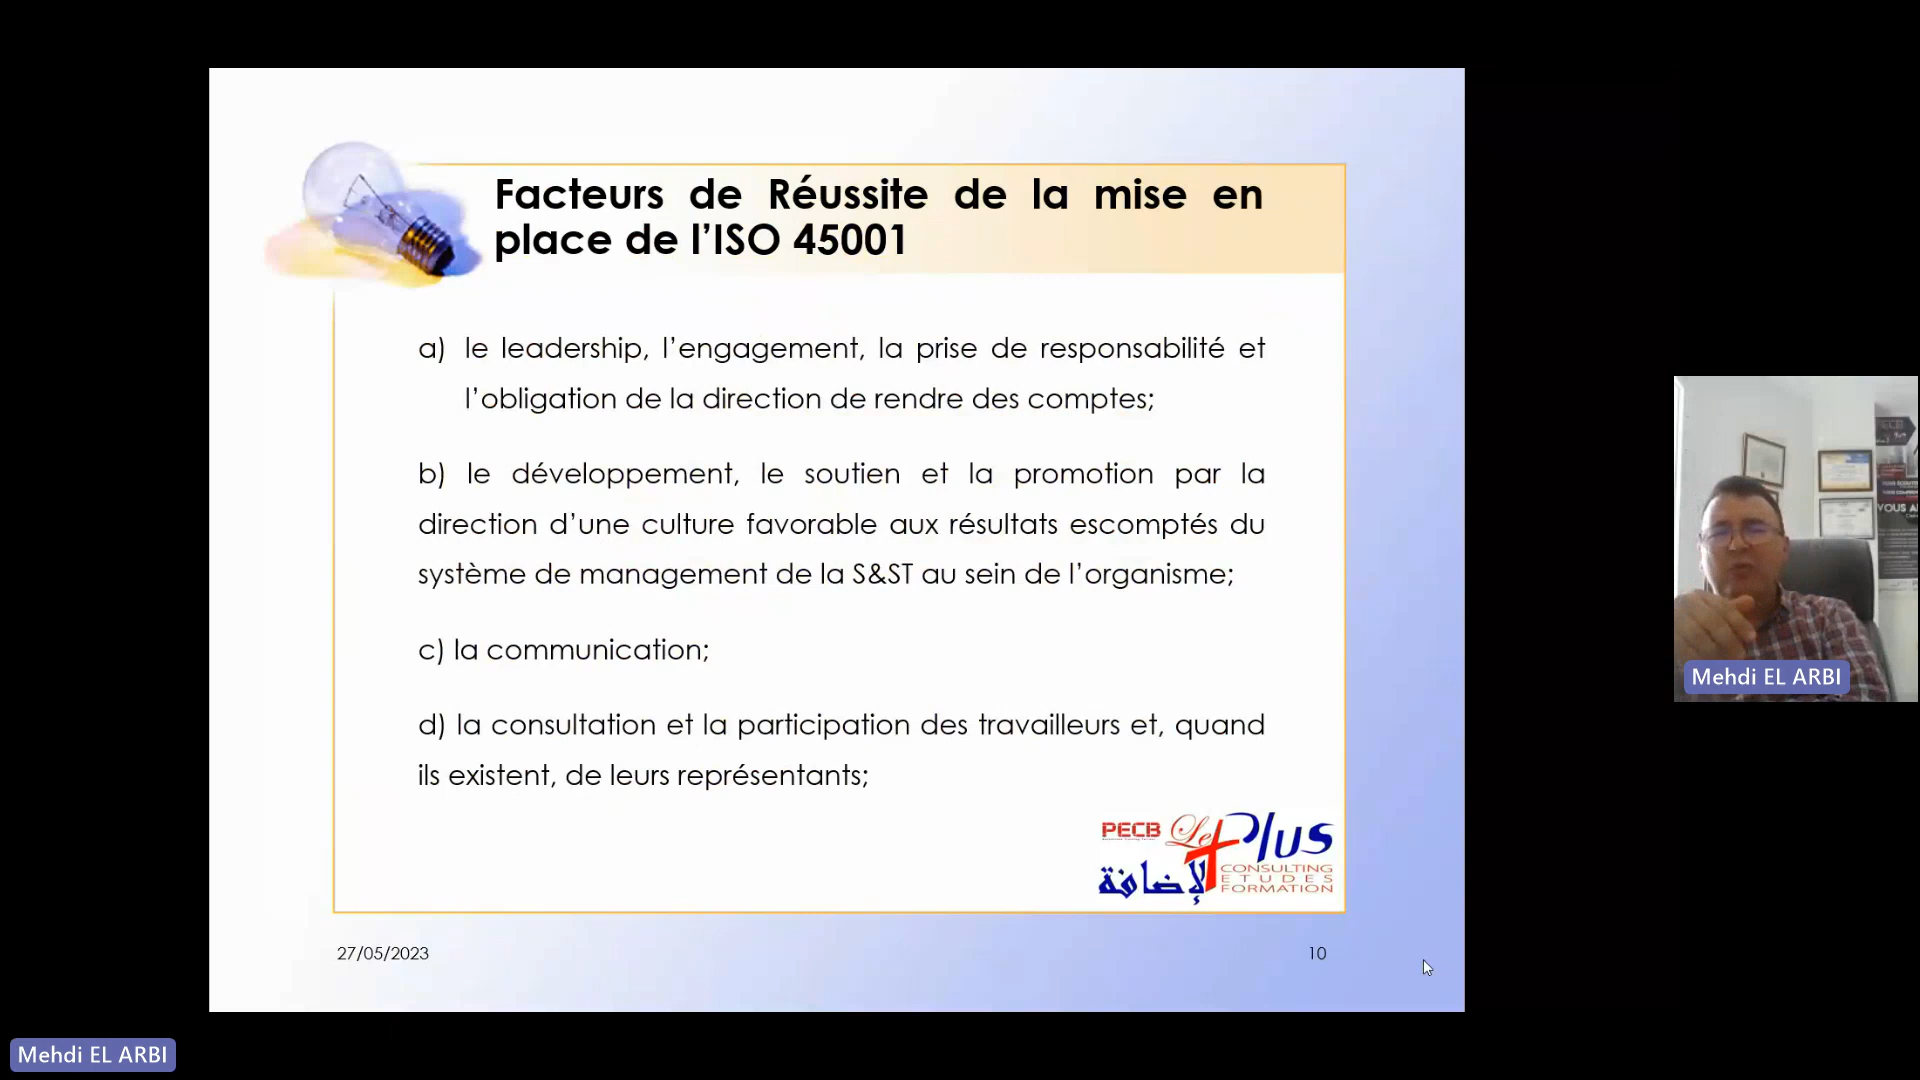 Facteurs de Réussite de la mise en
place de l’ISO 45001
a) le leadership, l’engagement, la prise de responsabilité et
l’obligation de la direction de rendre des comptes;
b) le développement, le soutien et la promotion par la
direction d’une culture favorable aux résultats escomptés du
système de management de la S&ST au sein de l’organisme;
c) la communication;
d) la consultation et la participation des travailleurs et, quand
ils existent, de leurs représentants;
PECB Le Plus
الإضافة
CONSULTING
ETUDES
FORMATION
27/05/2023
10
Mehdi EL ARBI
Mehdi EL ARBI